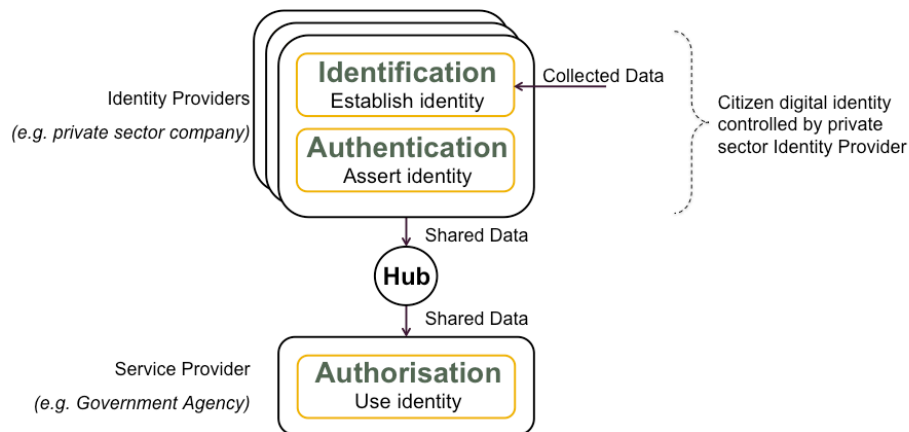 Identification
Establish identity
Collected Data
Identity Providers
(e.g. private sector company)
Citizen digital identity
controlled by private
sector Identity Provider
Authentication
Assert identity
Shared Data
Hub
Shared Data
Service Provider
(e.g. Government Agency)
Authorisation
Use identity